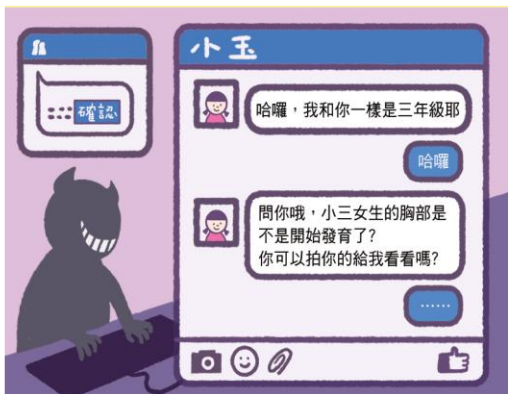 確認
小玉
哈囉，我和你一樣是三年級耶
哈囉
問你哦，小三女生的胸部是
不是開始發育了?
你可以拍你的給我看看嗎?
……